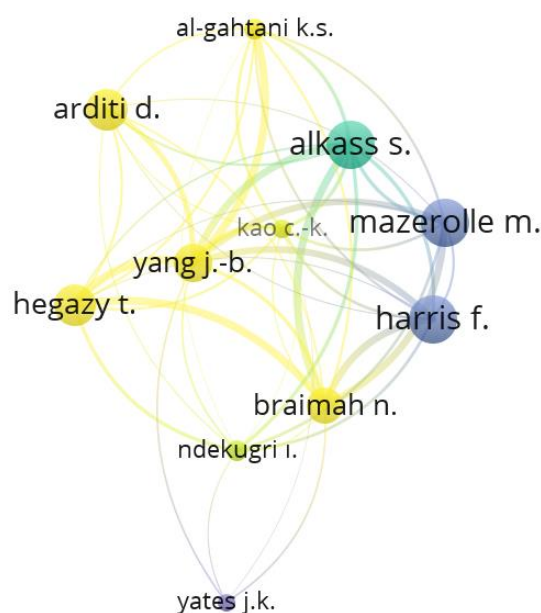 al-gahtani k.s.
arditi d.
alkass s.
kao c.-k.
mazerolle m.
yang j.-b.
hegazy t.
harris f.
braimah n.
ndekugri ı.
yates j.k.